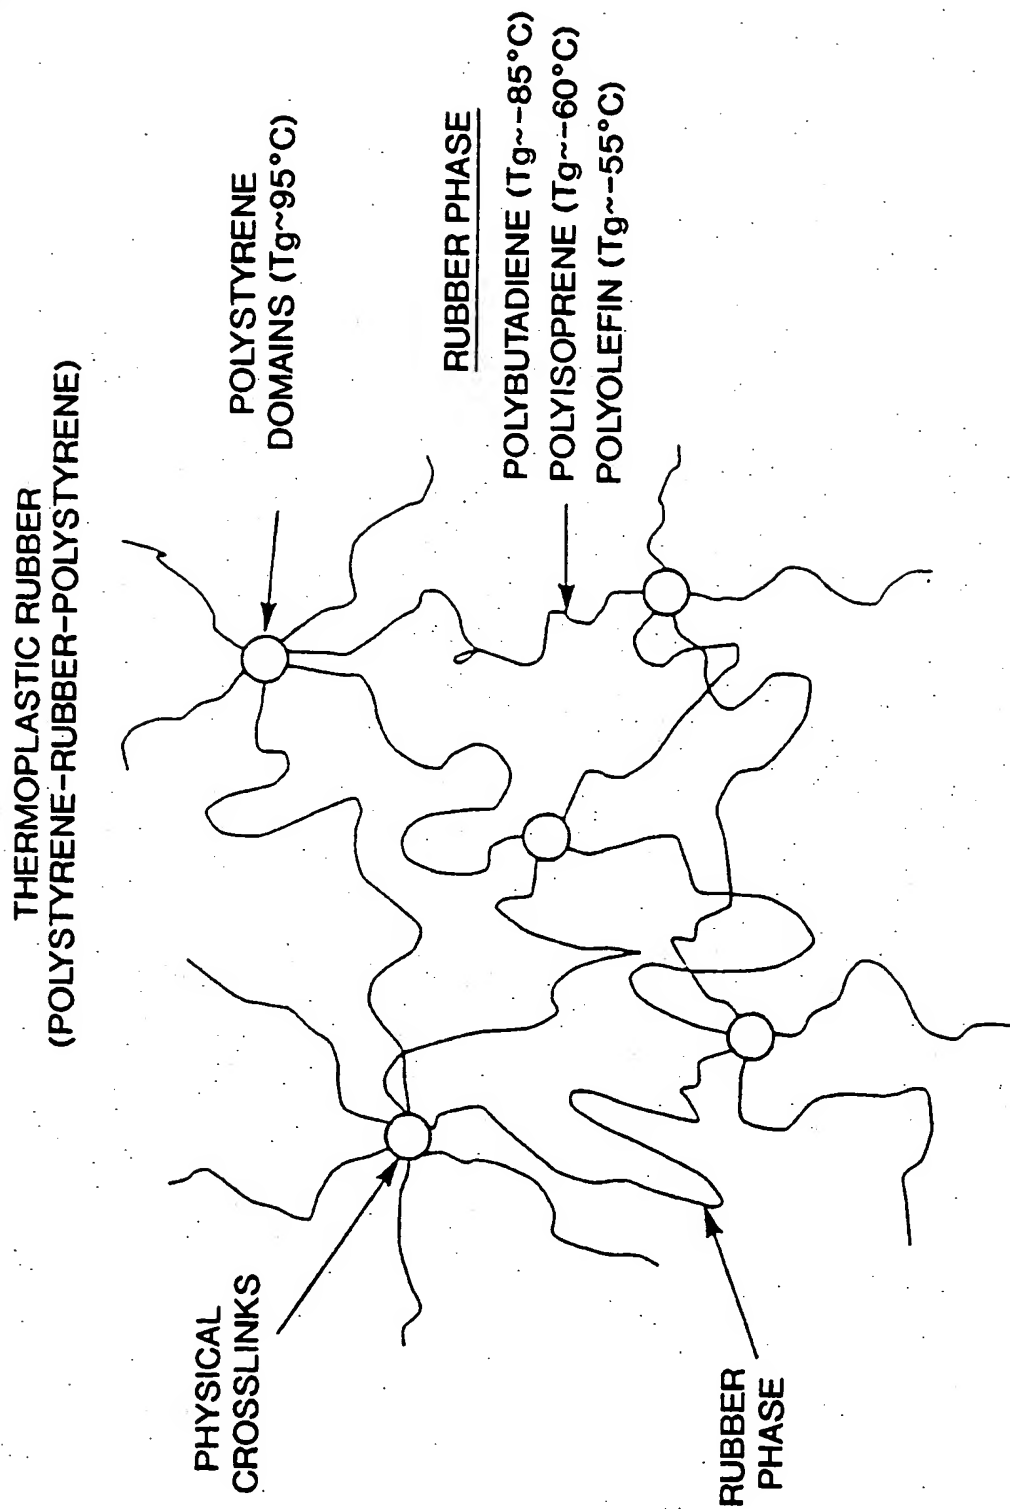 THERMOPLASTIC RUBBER
(POLYSTYRENE-RUBBER-POLYSTYRENE)
PHYSICAL
CROSSLINKS
POLYSTYRENE
DOMAINS (Tg~95°C)
RUBBER PHASE
POLYBUTADIENE (Tg~-85°C)
POLYISOPRENE (Tg~-60°C)
POLYOLEFIN (Tg~-55°C)
RUBBER
PHASE